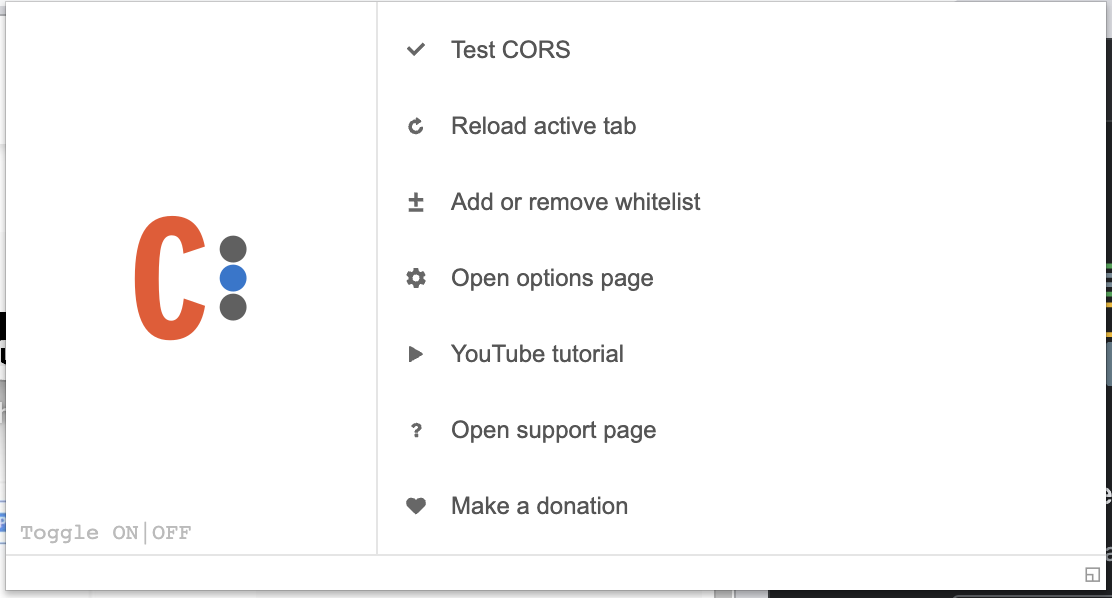 Test CORS
Reload active tab
Add or remove whitelist
Open options page
YouTube tutorial
Open support page
Make a donation
C
Toggle ON|OFF